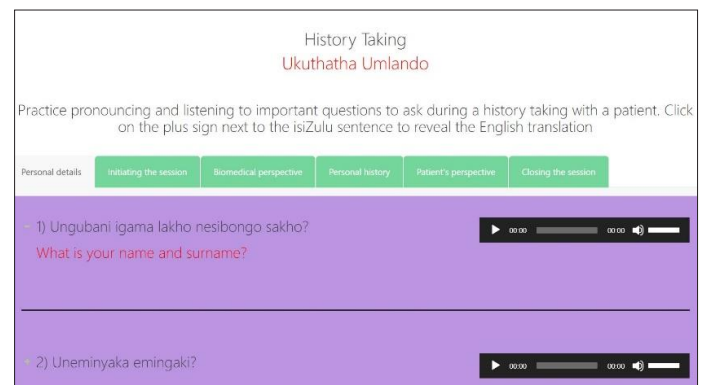 History Taking
Ukuthatha Umlando
Practice pronouncing and listening to important questions to ask during a history taking with a patient. Click
on the plus sign next to the isiZulu sentence to reveal the English translation
Personal details Initiating the session Biomedical perspective Personal history Patient's perspective Closing the session
- 1) Ungubani igama lakho nesibongo sakho? 00:00 00:00
What is your name and surname?
+ 2) Uneminyaka emingaki? 00:00 00:00